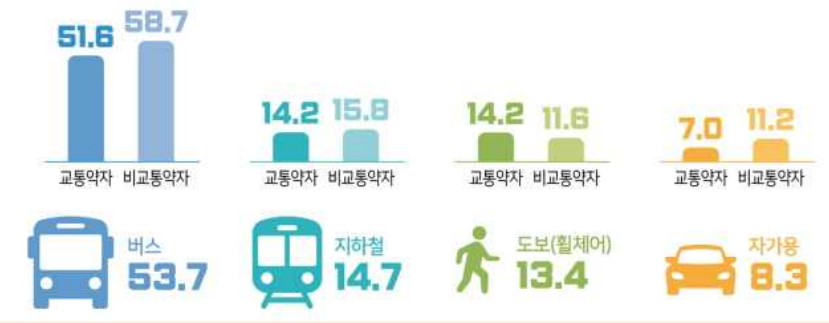 51.6 58.7
교통약자 비교통약자
14.2 15.8
교통약자 비교통약자
14.2 11.6
교통약자 비교통약자
7.0 11.2
교통약자 비교통약자
버스
53.7
지하철
14.7
도보(휠체어)
13.4
자가용
8.3